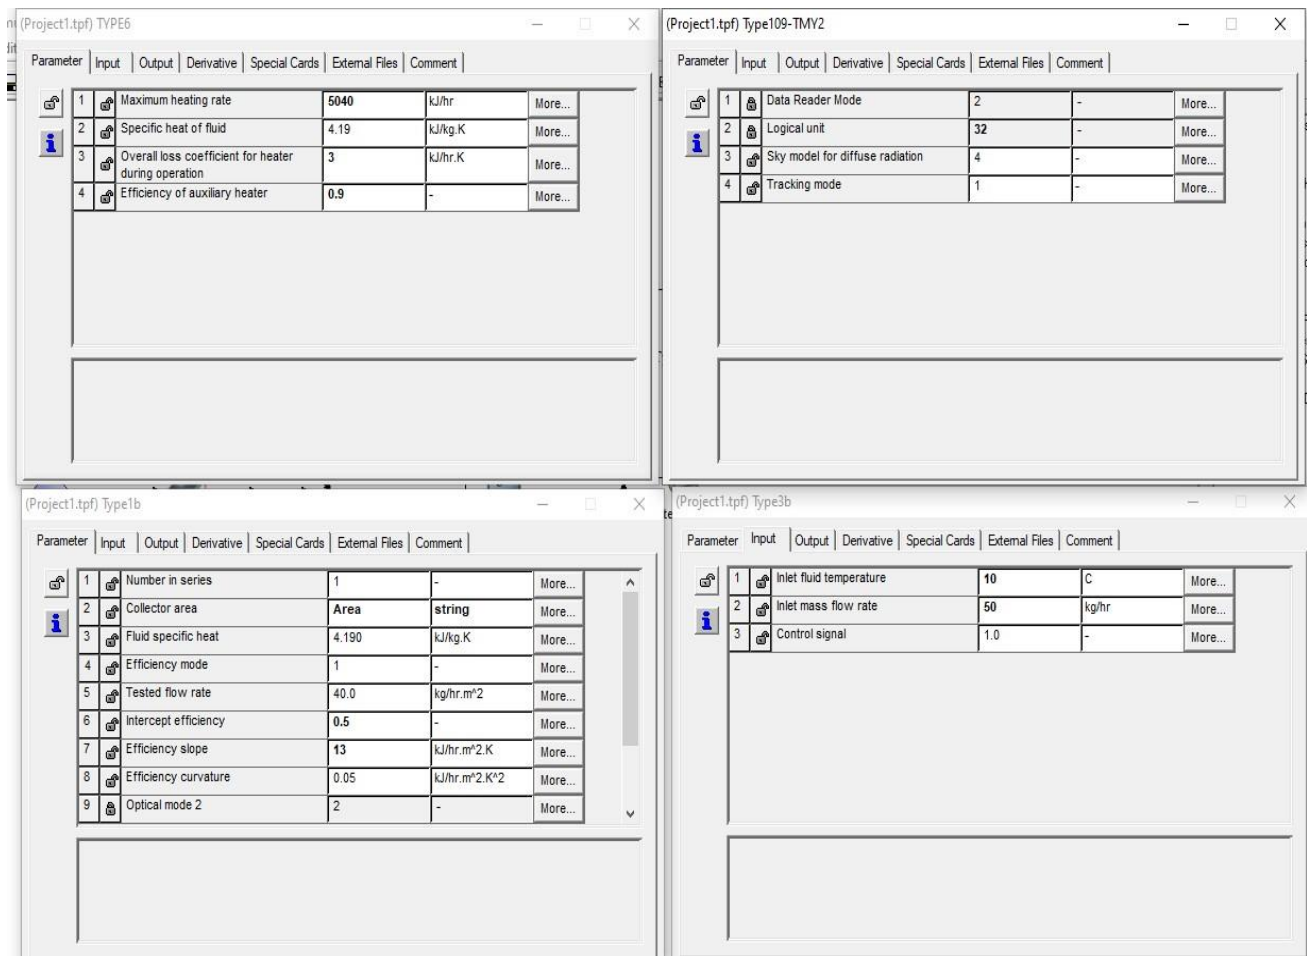 (Project1.tpf) TYPE6
Parameter Input Output Derivative Special Cards External Files Comment
1 Maximum heating rate 5040 kJ/hr More...
2 Specific heat of fluid 4.19 kJ/kg.K More...
3 Overall loss coefficient for heater during operation 3 kJ/hr.K More...
4 Efficiency of auxiliary heater 0.9 - More...
(Project1.tpf) Type109-TMY2
Parameter Input Output Derivative Special Cards External Files Comment
1 Data Reader Mode 2 - More...
2 Logical unit 32 - More...
3 Sky model for diffuse radiation 4 - More...
4 Tracking mode 1 - More...
(Project1.tpf) Type1b
Parameter Input Output Derivative Special Cards External Files Comment
1 Number in series 1 - More...
2 Collector area Area string More...
3 Fluid specific heat 4.190 kJ/kg.K More...
4 Efficiency mode 1 - More...
5 Tested flow rate 40.0 kg/hr.m^2 More...
6 Intercept efficiency 0.5 - More...
7 Efficiency slope 13 kJ/hr.m^2.K More...
8 Efficiency curvature 0.05 kJ/hr.m^2.K^2 More...
9 Optical mode 2 2 - More...
(Project1.tpf) Type3b
Parameter Input Output Derivative Special Cards External Files Comment
1 Inlet fluid temperature 10 C More...
2 Inlet mass flow rate 50 kg/hr More...
3 Control signal 1.0 - More...